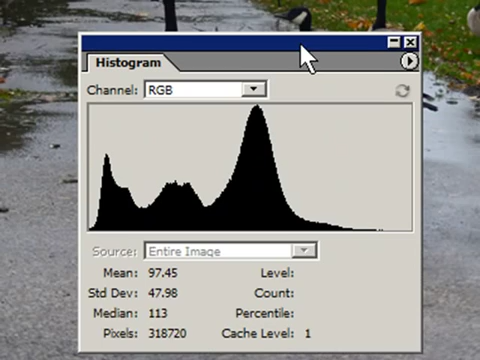 Histogram
Channel: RGB
Source: Entire Image
Mean: 97.45 Level:
Std Dev: 47.98 Count:
Median: 113 Percentile:
Pixels: 318720 Cache Level: 1